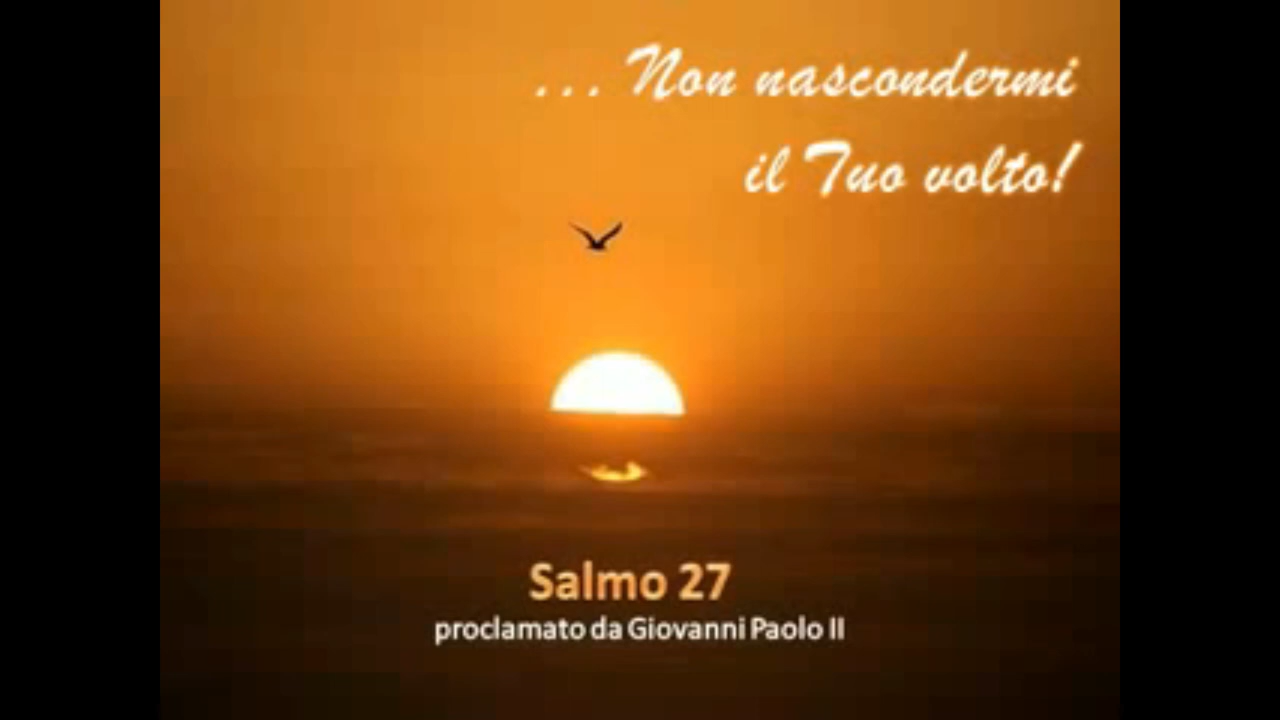 ... Non nascondermi
il Tuo volto!
Salmo 27
proclamato da Giovanni Paolo II